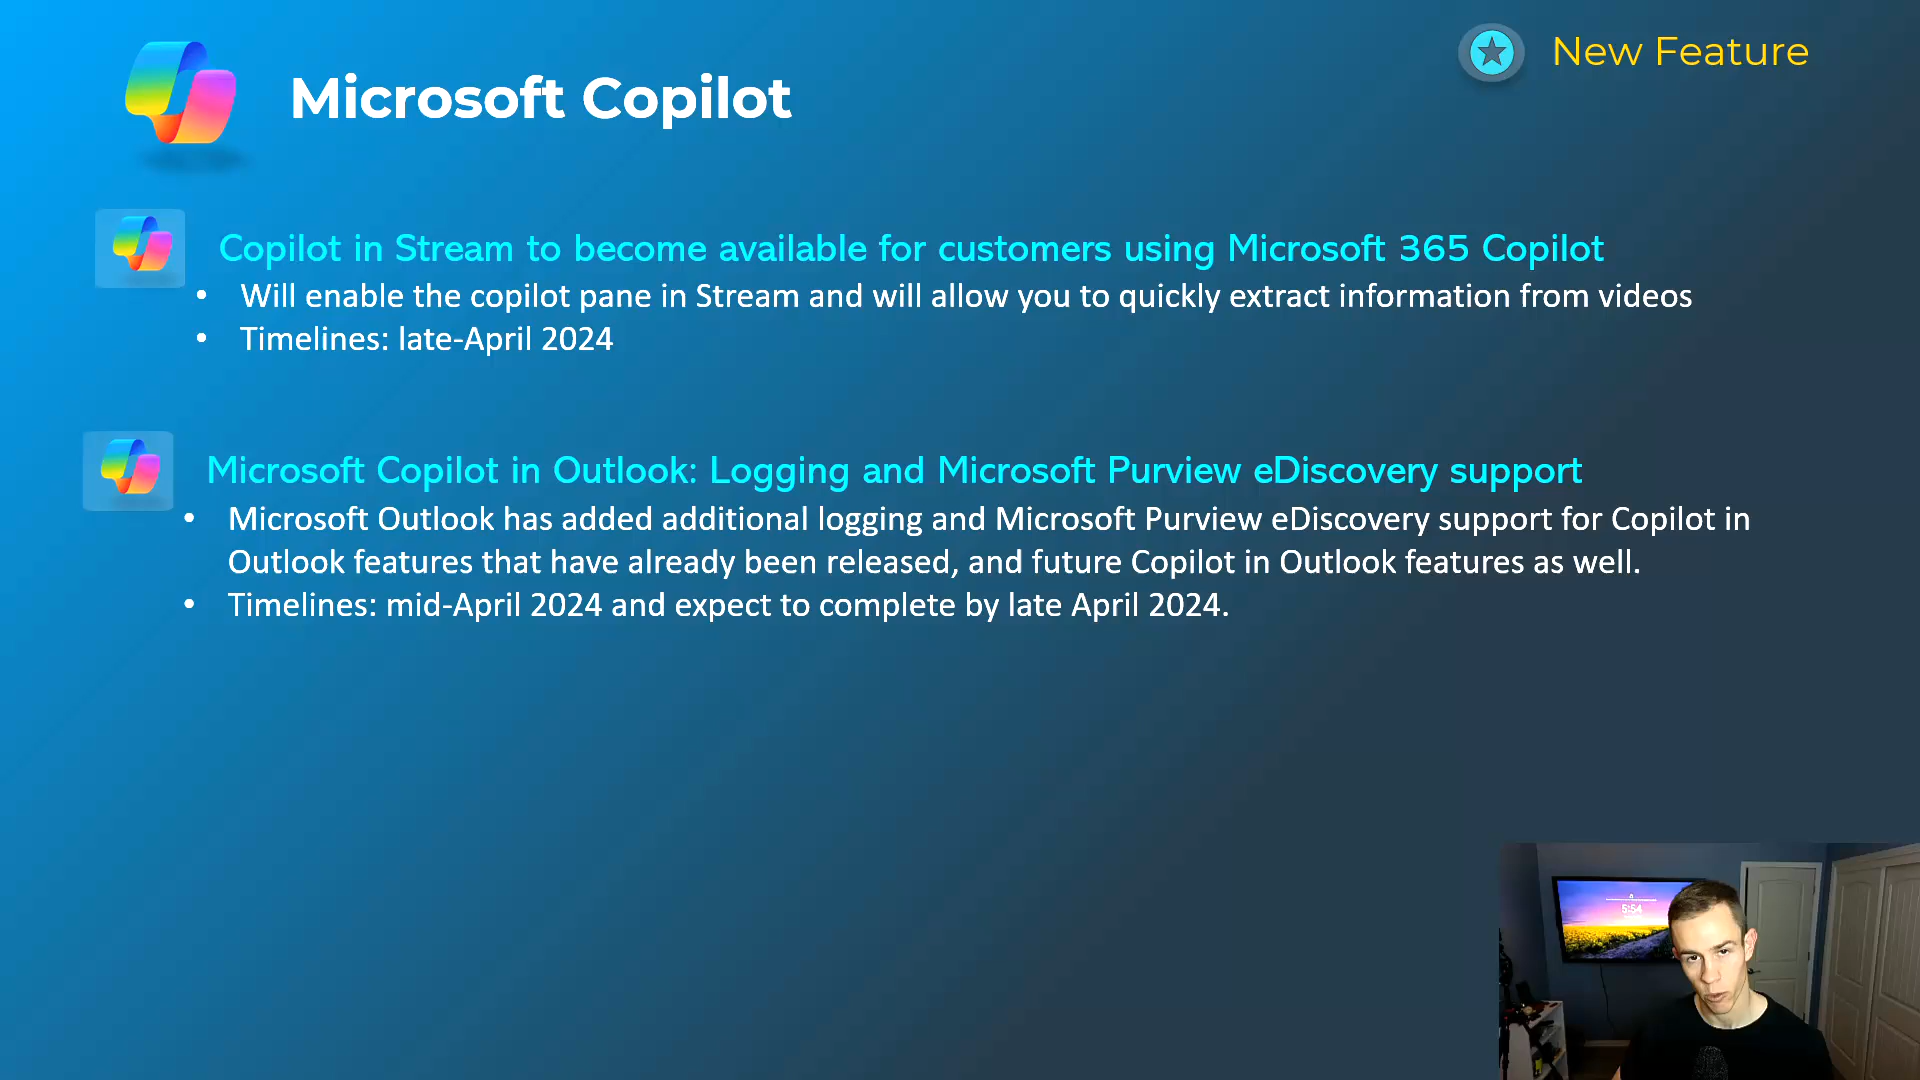 New Feature
Microsoft Copilot
Copilot in Stream to become available for customers using Microsoft 365 Copilot
• Will enable the copilot pane in Stream and will allow you to quickly extract information from videos
• Timelines: late-April 2024
Microsoft Copilot in Outlook: Logging and Microsoft Purview eDiscovery support
• Microsoft Outlook has added additional logging and Microsoft Purview eDiscovery support for Copilot in
Outlook features that have already been released, and future Copilot in Outlook features as well.
• Timelines: mid-April 2024 and expect to complete by late April 2024.
5:54